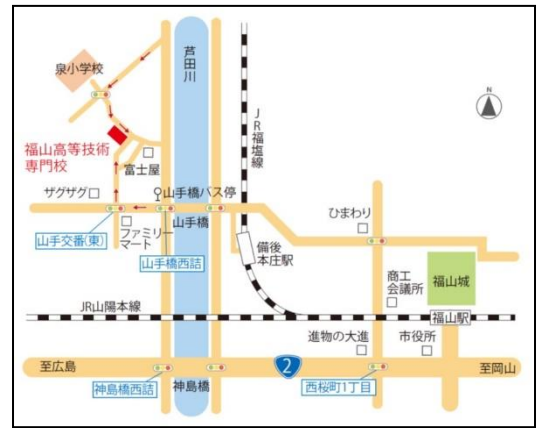 泉小学校
芦田川
JR福塩線
N
福山高等技術
専門校
富士屋
ザグザグ
山手橋バス停
山手橋
ひまわり
山手交番(東)
ファミリー
マート
山手橋西詰
備後
本庄駅
商工
会議所
福山城
JR山陽本線
福山駅
進物の大進
市役所
至広島
神島橋西詰
神島橋
2
西桜町1丁目
至岡山